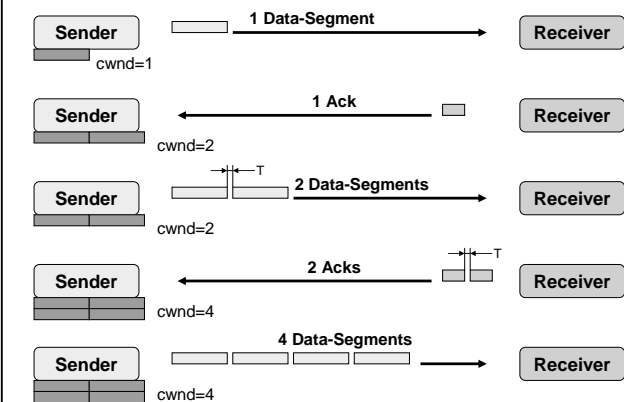 Sender 1 Data-Segment Receiver
cwnd=1
Sender 1 Ack Receiver
cwnd=2
T
Sender 2 Data-Segments Receiver
cwnd=2
T
Sender 2 Acks Receiver
cwnd=4
4 Data-Segments
Sender Receiver
cwnd=4